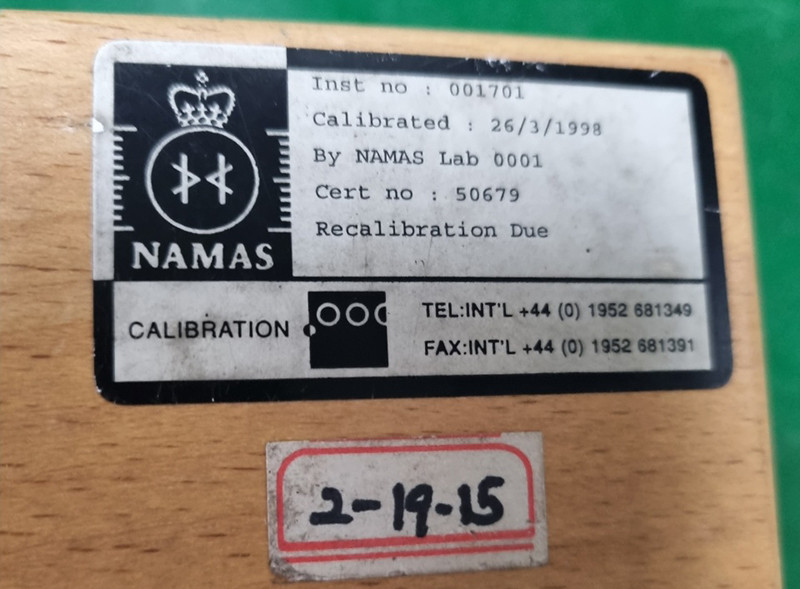 Inst no : 001701
Calibrated : 26/3/1998
By NAMAS Lab 0001
Cert no : 50679
Recalibration Due
NAMAS
CALIBRATION
TEL:INT'L +44 (0) 1952 681349
FAX:INT'L +44 (0) 1952 681391
2-19-15